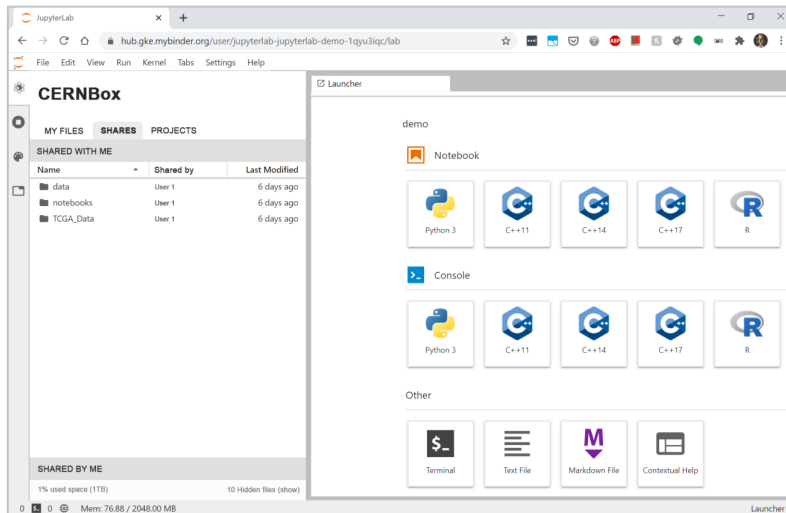 JupyterLab
hub.gke.mybinder.org/user/jupyterlab-jupyterlab-demo-1qyu3iqc/lab
ABP
File Edit View Run Kernel Tabs Settings Help
CERNBox
MY FILES SHARES PROJECTS
SHARED WITH ME
Name Shared by Last Modified
data User 1 6 days ago
notebooks User 1 6 days ago
TCGA_Data User 1 6 days ago
SHARED BY ME
1% used space (1TB) 10 Hidden files (show)
Launcher
demo
Notebook
Python 3 C++11 C++14 C++17 R
Console
Python 3 C++11 C++14 C++17 R
Other
$_ M
Terminal Text File Markdown File Contextual Help
0 0 Mem: 76.88 / 2048.00 MB Launcher